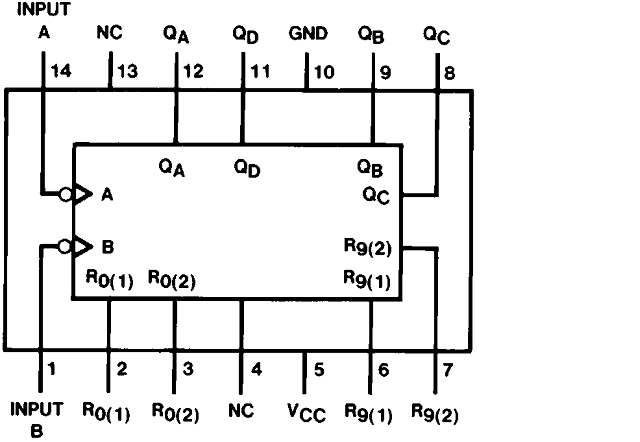 INPUT
A NC QA QD GND QB QC
14 13 12 11 10 9 8
QA QD QB
A QC
B R9(2)
R0(1) R0(2) R9(1)
1 2 3 4 5 6 7
INPUT R0(1) R0(2) NC VCC R9(1) R9(2)
B